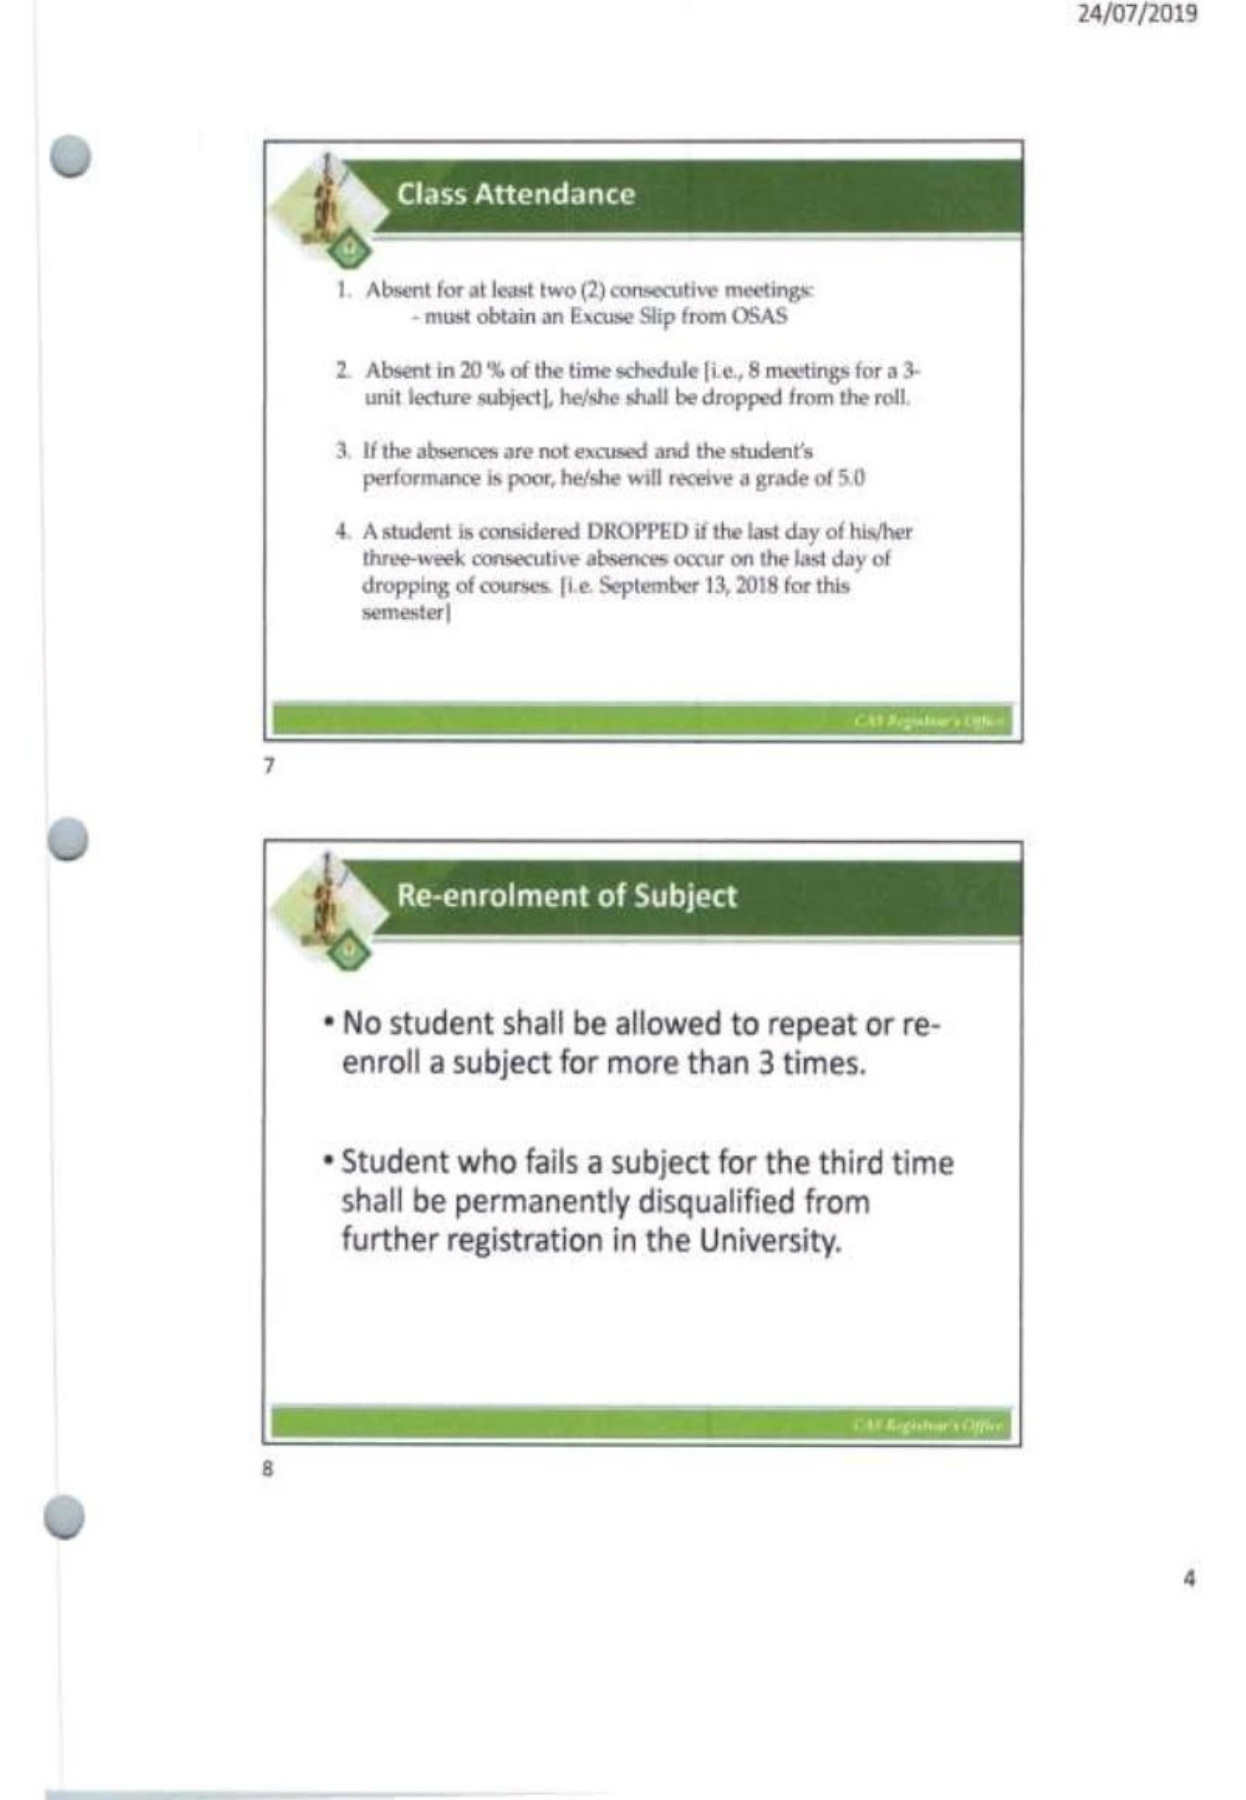 24/07/2019
Class Attendance
1. Absent for at least two (2) consecutive meetings:
- must obtain an Excuse Slip from OSAS
2. Absent in 20 % of the time schedule [i.e., 8 meetings for a 3-
unit lecture subject], he/she shall be dropped from the roll.
3. If the absences are not excused and the student's
performance is poor, he/she will receive a grade of 5.0
4. A student is considered DROPPED if the last day of his/her
three-week consecutive absences occur on the last day of
dropping of courses. [i.e. September 13, 2018 for this
semester]
CAS Registrar's Office
7
Re-enrolment of Subject
• No student shall be allowed to repeat or re-
enroll a subject for more than 3 times.
• Student who fails a subject for the third time
shall be permanently disqualified from
further registration in the University.
CAS Registrar's Office
8
4